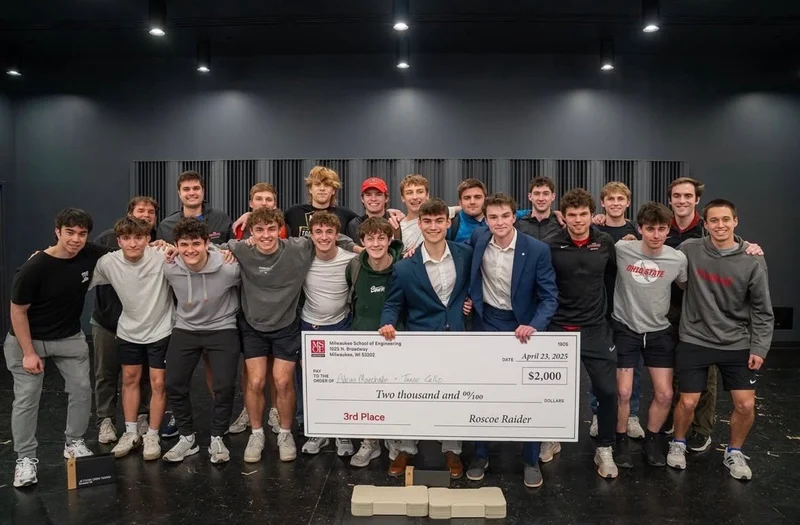 OHIO STATE
MSOE
Milwaukee School of Engineering
1025 N. Broadway
Milwaukee, WI 53202
1905
DATE April 23, 2025
PAY
TO THE
ORDER OF
$2,000
Two thousand and 00/100
DOLLARS
3rd Place
Roscoe Raider